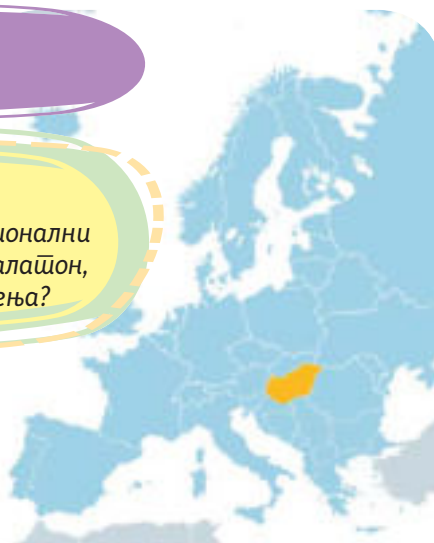 ионални
алатон,
ења?